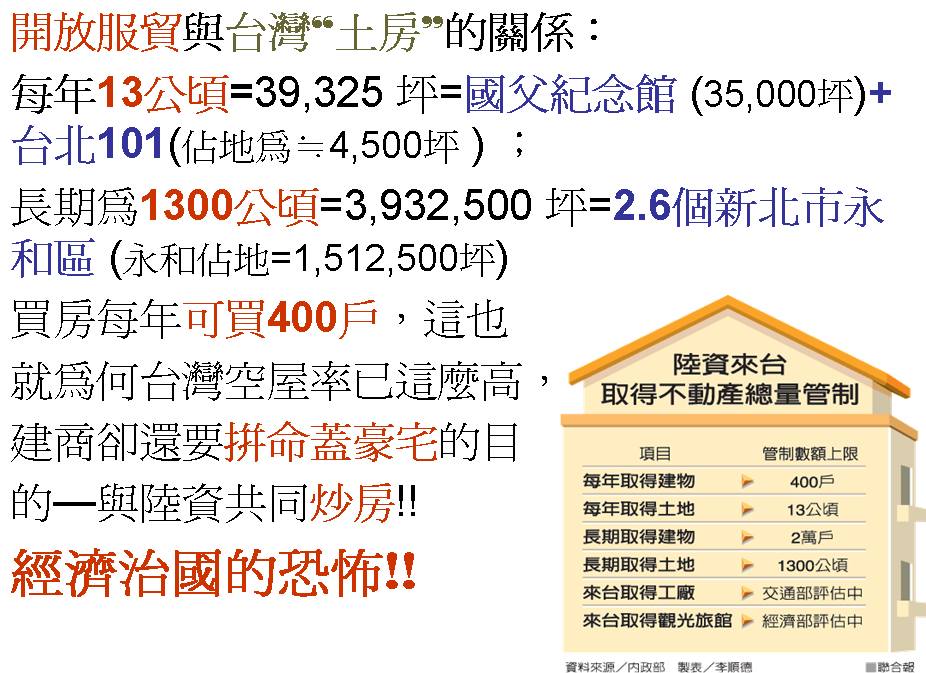 開放服貿與台灣“土房”的關係：
每年13公頃=39,325 坪=國父紀念館 (35,000坪)+
台北101(佔地為≒4,500坪 ) ；
長期為1300公頃=3,932,500 坪=2.6個新北市永
和區 (永和佔地=1,512,500坪)
買房每年可買400戶，這也
就為何台灣空屋率已這麼高，
建商卻還要拚命蓋豪宅的目
的—與陸資共同炒房!!
經濟治國的恐怖!!
陸資來台
取得不動產總量管制
項目 管制數額上限
每年取得建物 400戶
每年取得土地 13公頃
長期取得建物 2萬戶
長期取得土地 1300公頃
來台取得工廠 交通部評估中
來台取得觀光旅館 經濟部評估中
資料來源／內政部 製表／李順德 ■聯合報